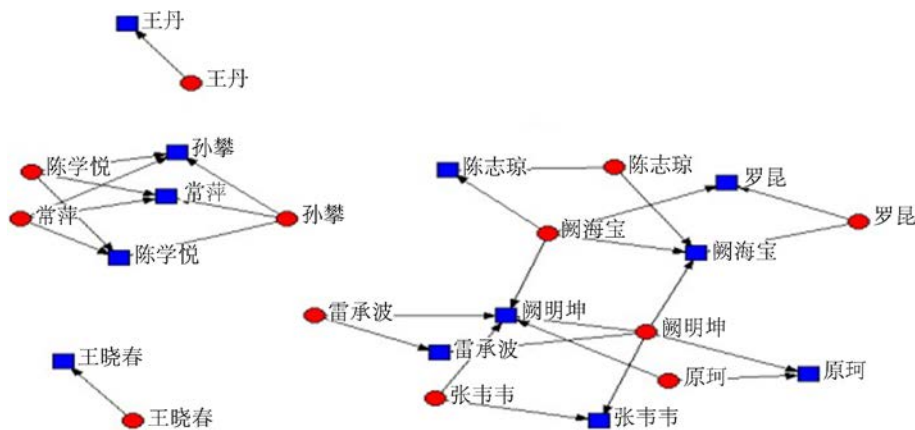 王丹
王丹
孙攀
陈学悦
常萍
常萍
孙攀
陈学悦
王晓春
王晓春
陈志琼
陈志琼
罗昆
罗昆
阙海宝
阙海宝
雷承波
阙明坤
阙明坤
雷承波
原珂
原珂
张韦韦
张韦韦